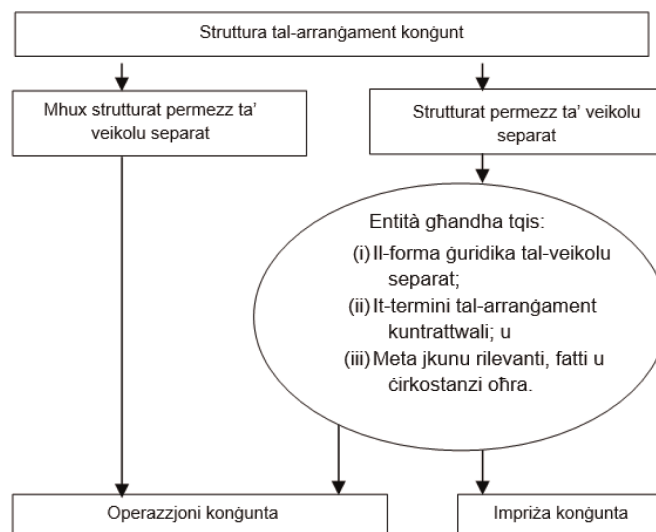 Struttura tal-arranġament konġunt
Mhux strutturat permezz ta’
veikolu separat
Strutturat permezz ta’ veikolu
separat
Entità għandha tqis:
(i) Il-forma ġuridika tal-veikolu
separat;
(ii) It-termini tal-arranġament
kuntrattwali; u
(iii) Meta jkunu rilevanti, fatti u
ċirkostanzi oħra.
Operazzjoni konġunta
Impriża konġunta